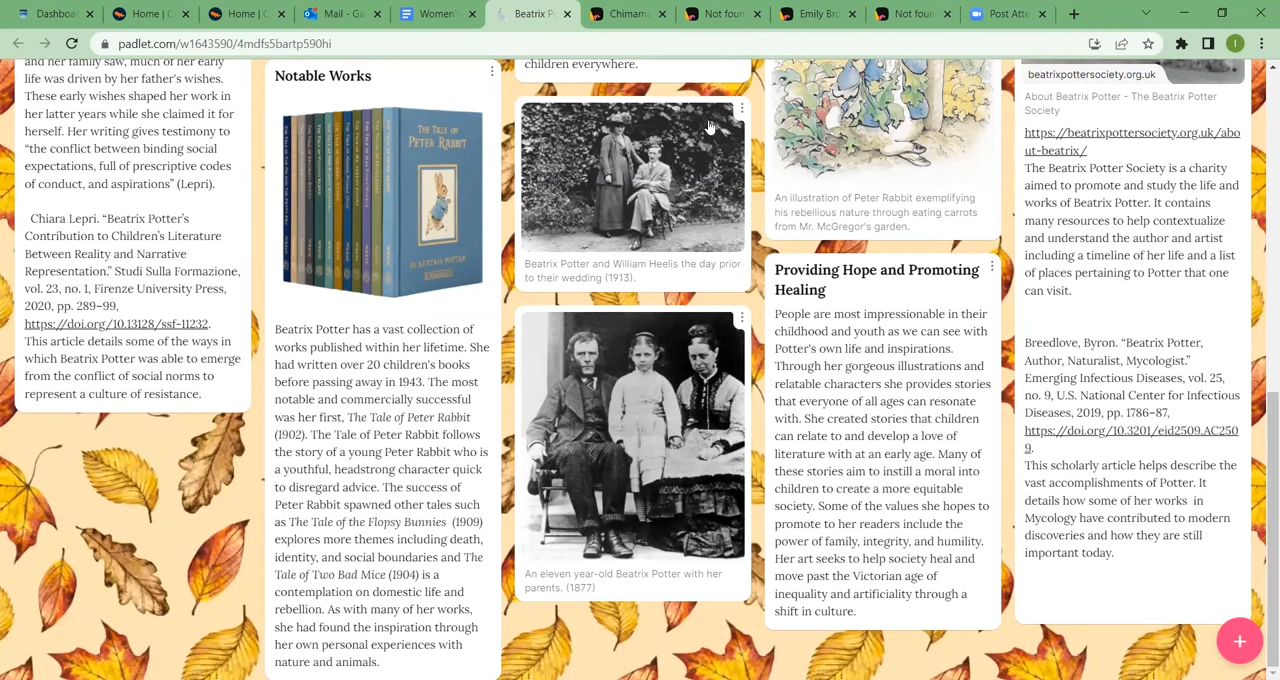 Dashboa
Home | C
Home | C
Mail - Ga
Women's
Beatrix P
Chimama
Not foun
Emily Bro
Not foun
Post Atte
padlet.com/w1643590/4mdfs5bartp590hi
I
and her family saw, much of her early
life was driven by her father's wishes.
These early wishes shaped her work in
her latter years while she claimed it for
herself. Her writing gives testimony to
“the conflict between binding social
expectations, full of prescriptive codes
of conduct, and aspirations” (Lepri).
Chiara Lepri. “Beatrix Potter’s
Contribution to Children’s Literature
Between Reality and Narrative
Representation.” Studi Sulla Formazione,
vol. 23, no. 1, Firenze University Press,
2020, pp. 289–99,
https://doi.org/10.13128/ssf-11232.
This article details some of the ways in
which Beatrix Potter was able to emerge
from the conflict of social norms to
represent a culture of resistance.
Notable Works
THE TALE OF
PETER RABBIT
Beatrix Potter has a vast collection of
works published within her lifetime. She
had written over 20 children's books
before passing away in 1943. The most
notable and commercially successful
was her first, The Tale of Peter Rabbit
(1902). The Tale of Peter Rabbit follows
the story of a young Peter Rabbit who is
a youthful, headstrong character quick
to disregard advice. The success of
Peter Rabbit spawned other tales such
as The Tale of the Flopsy Bunnies (1909)
explores more themes including death,
identity, and social boundaries and The
Tale of Two Bad Mice (1904) is a
contemplation on domestic life and
rebellion. As with many of her works,
she had found the inspiration through
her own personal experiences with
nature and animals.
children everywhere.
Beatrix Potter and William Heelis the day prior
to their wedding (1913).
An eleven year-old Beatrix Potter with her
parents. (1877)
An illustration of Peter Rabbit exemplifying
his rebellious nature through eating carrots
from Mr. McGregor's garden.
Providing Hope and Promoting
Healing
People are most impressionable in their
childhood and youth as we can see with
Potter's own life and inspirations.
Through her gorgeous illustrations and
relatable characters she provides stories
that everyone of all ages can resonate
with. She created stories that children
can relate to and develop a love of
literature with at an early age. Many of
these stories aim to instill a moral into
children to create a more equitable
society. Some of the values she hopes to
promote to her readers include the
power of family, integrity, and humility.
Her art seeks to help society heal and
move past the Victorian age of
inequality and artificiality through a
shift in culture.
beatrixpottersociety.org.uk
About Beatrix Potter - The Beatrix Potter
Society
https://beatrixpottersociety.org.uk/abo
ut-beatrix/
The Beatrix Potter Society is a charity
aimed to promote and study the life and
works of Beatrix Potter. It contains
many resources to help contextualize
and understand the author and artist
including a timeline of her life and a list
of places pertaining to Potter that one
can visit.
Breedlove, Byron. “Beatrix Potter,
Author, Naturalist, Mycologist.”
Emerging Infectious Diseases, vol. 25,
no. 9, U.S. National Center for Infectious
Diseases, 2019, pp. 1786–87,
https://doi.org/10.3201/eid2509.AC250
9.
This scholarly article helps describe the
vast accomplishments of Potter. It
details how some of her works in
Mycology have contributed to modern
discoveries and how they are still
important today.